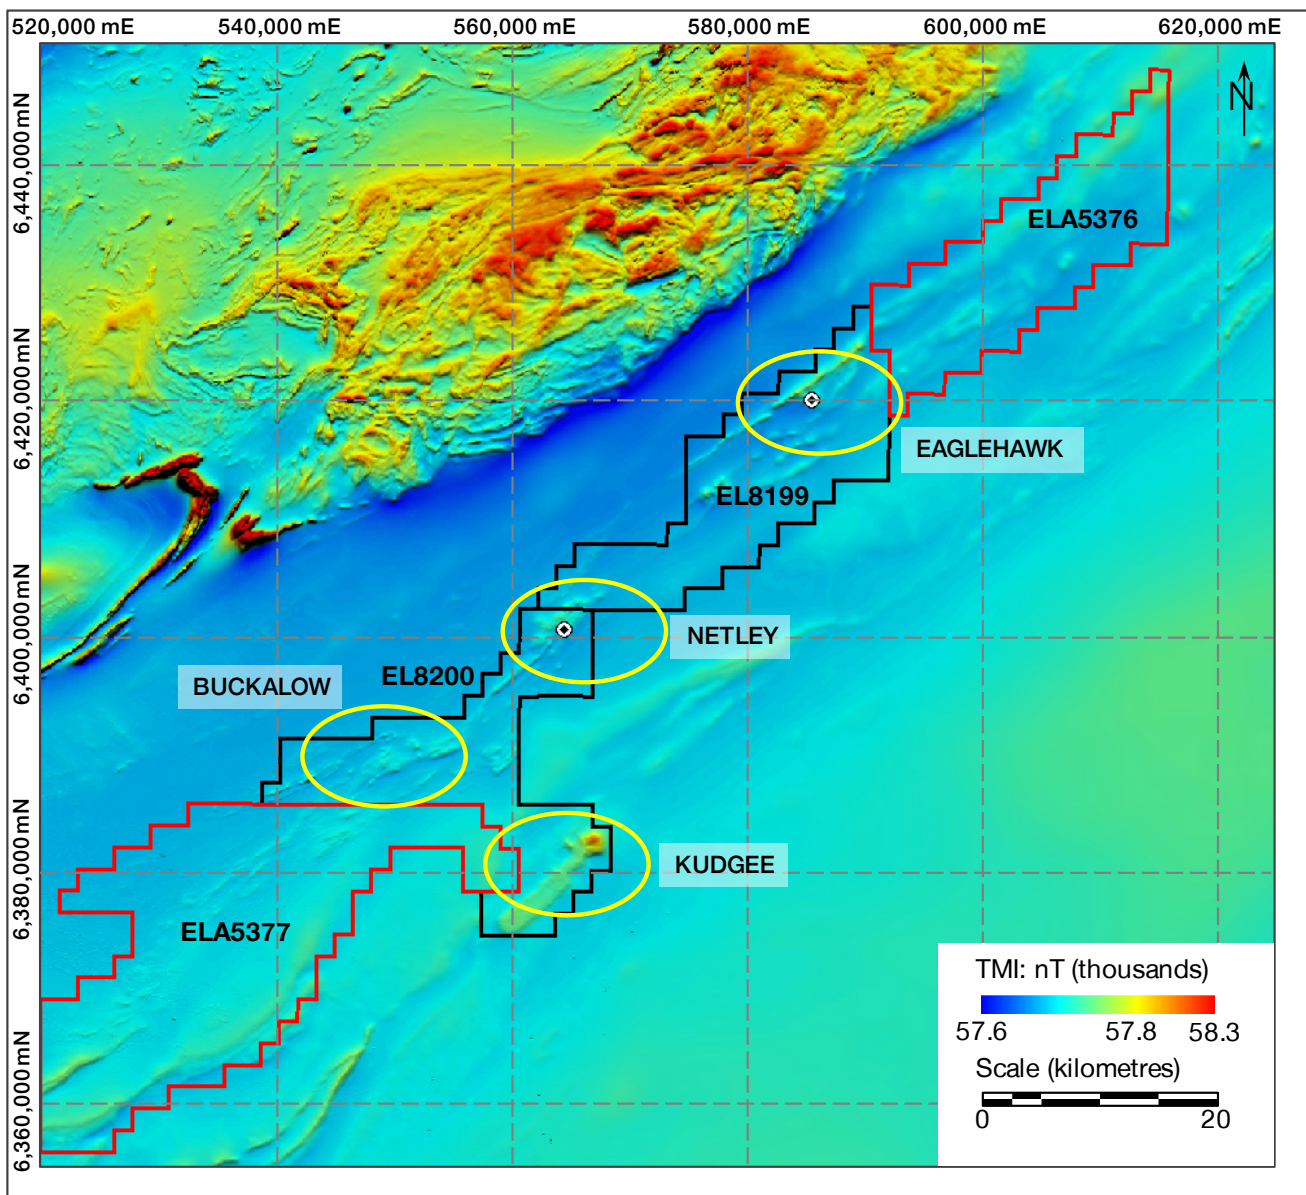 520,000 mE
540,000 mE
560,000 mE
580,000 mE
600,000 mE
620,000 mE
N
6,440,000 mN
ELA5376
6,420,000 mN
EAGLEHAWK
EL8199
6,400,000 mN
NETLEY
EL8200
BUCKALOW
6,380,000 mN
KUDGEE
ELA5377
6,360,000 mN
TMI: nT (thousands)
57.6 57.8 58.3
Scale (kilometres)
0 20